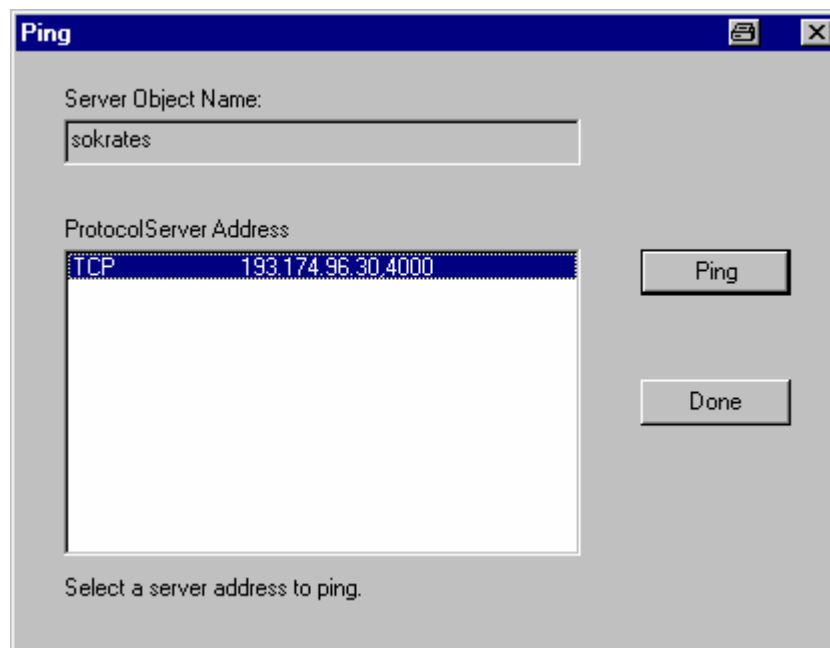 Ping
Server Object Name:
sokrates
ProtocolServer Address
TCP 193.174.96.30,4000
Ping
Done
Select a server address to ping.